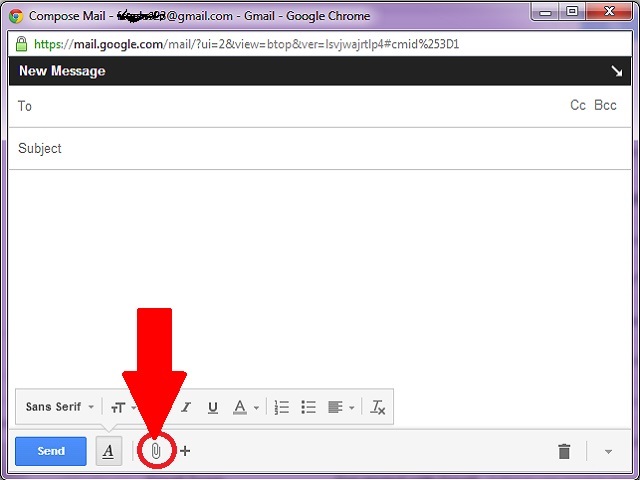 Compose Mail - @gmail.com - Gmail - Google Chrome
https://mail.google.com/mail/?ui=2&view=btop&ver=lsvjwajrtlp4#cmid%253D1
New Message
To Cc Bcc
Subject
Sans Serif T I U A T
Send A